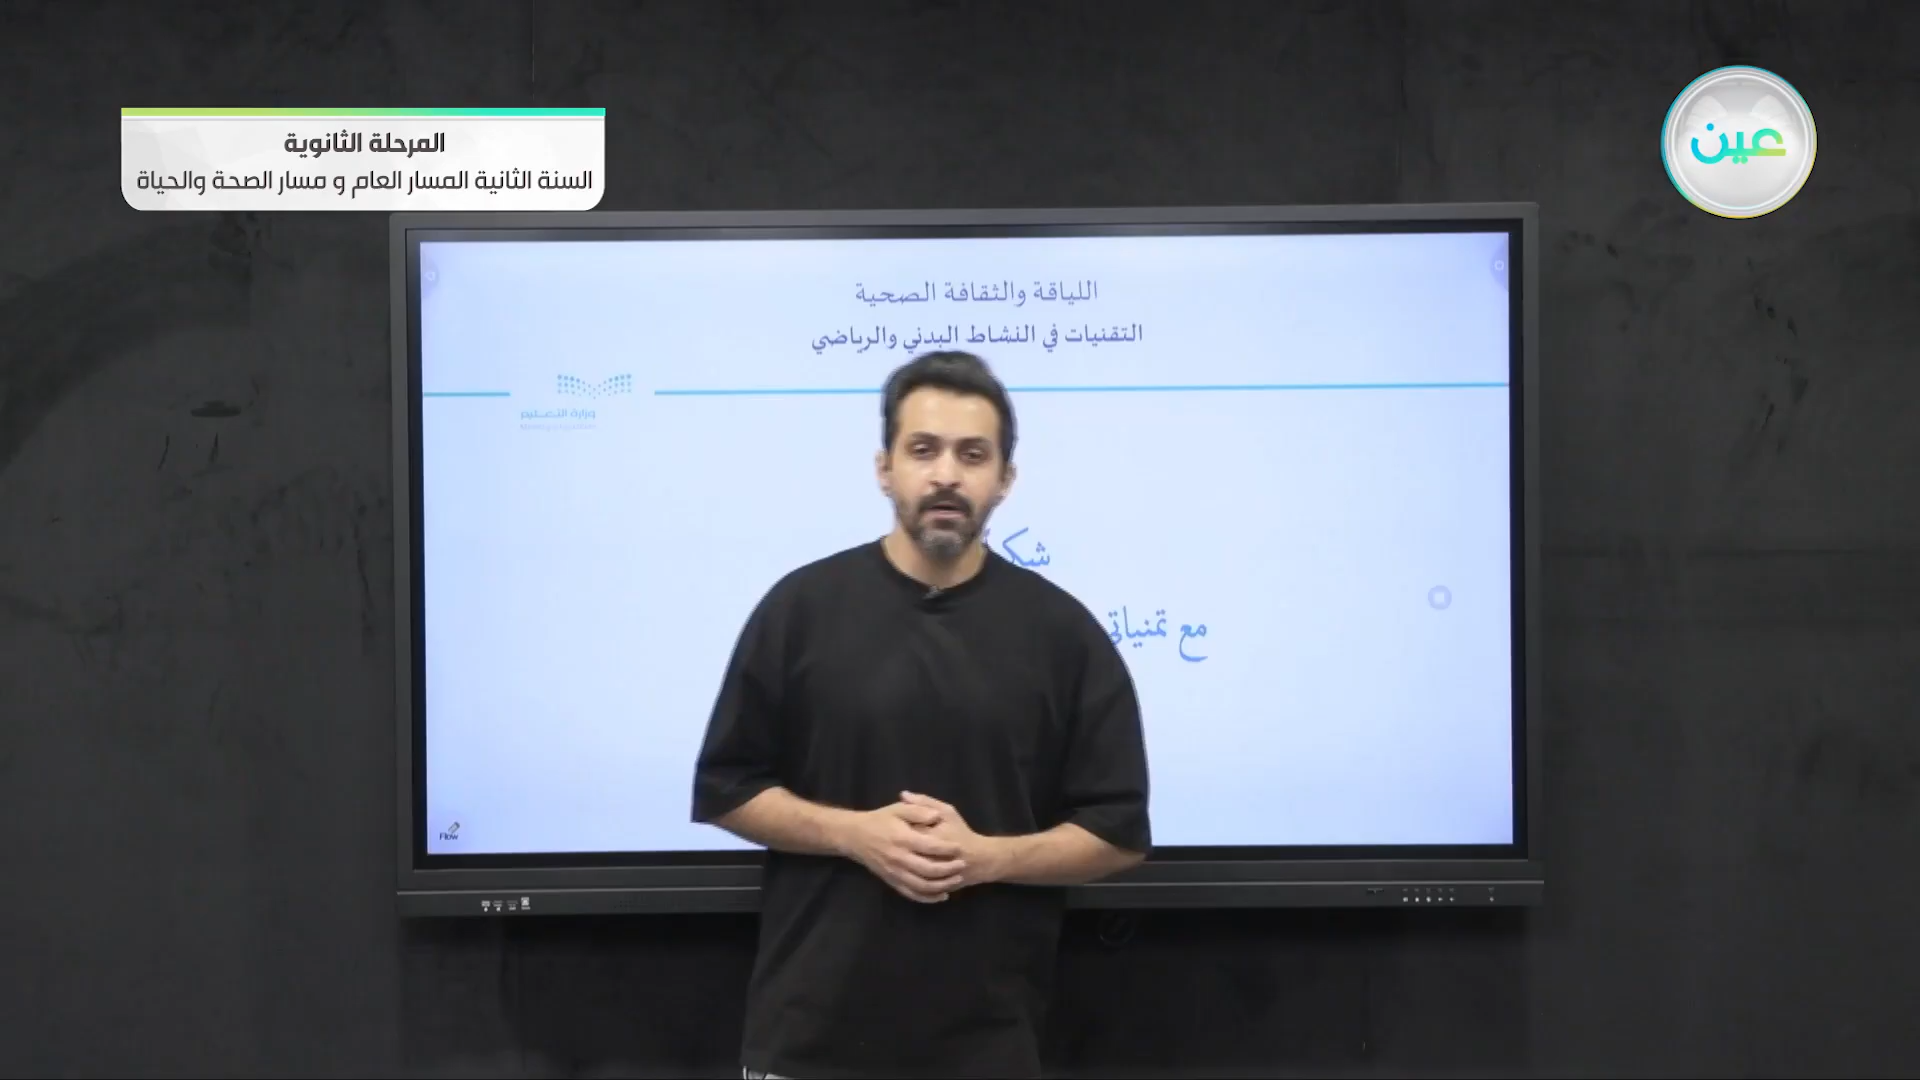 المرحلة الثانوية
السنة الثانية المسار العام و مسار الصحة والحياة
عين
اللياقة والثقافة الصحية
التقنيات في النشاط البدني والرياضي
وزارة التعليم
مع تمنياتي
Flow